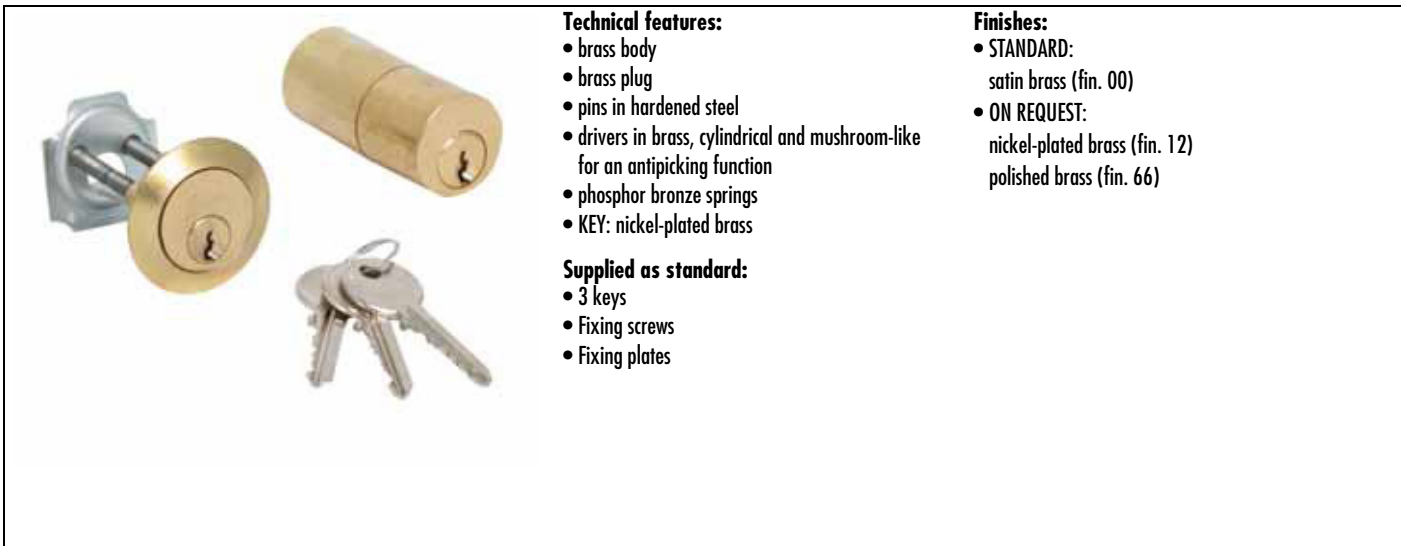 Technical features:
• brass body
• brass plug
• pins in hardened steel
• drivers in brass, cylindrical and mushroom-like
for an antipicking function
• phosphor bronze springs
• KEY: nickel-plated brass
Supplied as standard:
• 3 keys
• Fixing screws
• Fixing plates
Finishes:
• STANDARD:
satin brass (fin. 00)
• ON REQUEST:
nickel-plated brass (fin. 12)
polished brass (fin. 66)